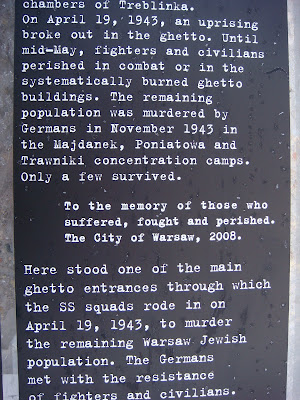 chambers of Treblinka.
On April 19, 1943, an uprising
broke out in the ghetto. Until
mid-May, fighters and civilians
perished in combat or in the
systematically burned ghetto
buildings. The remaining
population was murdered by
Germans in November 1943 in
the Majdanek, Poniatowa and
Trawniki concentration camps.
Only a few survived.
To the memory of those who
suffered, fought and perished.
The City of Warsaw, 2008.
Here stood one of the main
ghetto entrances through which
the SS squads rode in on
April 19, 1943, to murder
the remaining Warsaw Jewish
population. The Germans
met with the resistance
of fighters and civilians.